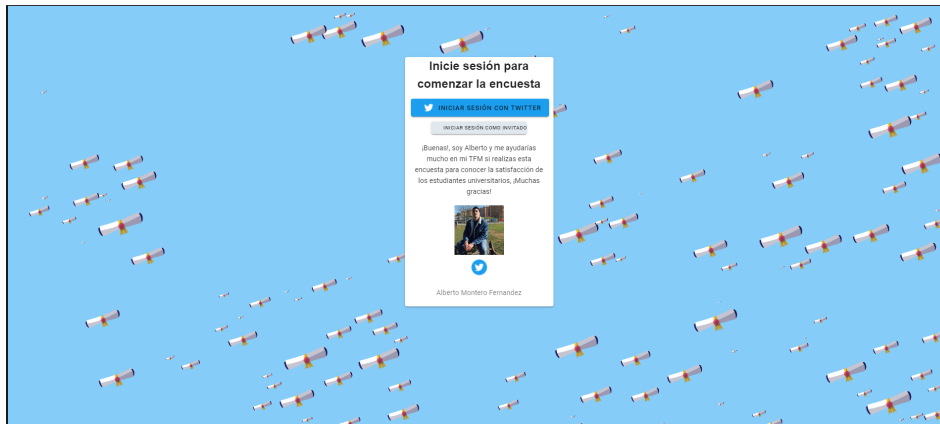 Inicie sesión para
comenzar la encuesta
INICIAR SESIÓN CON TWITTER
INICIAR SESIÓN COMO INVITADO
¡Buenas!, soy Alberto y me ayudarías
mucho en mi TFM si realizas esta
encuesta para conocer la satisfacción de
los estudiantes universitarios, ¡Muchas
gracias!
Alberto Montero Fernandez